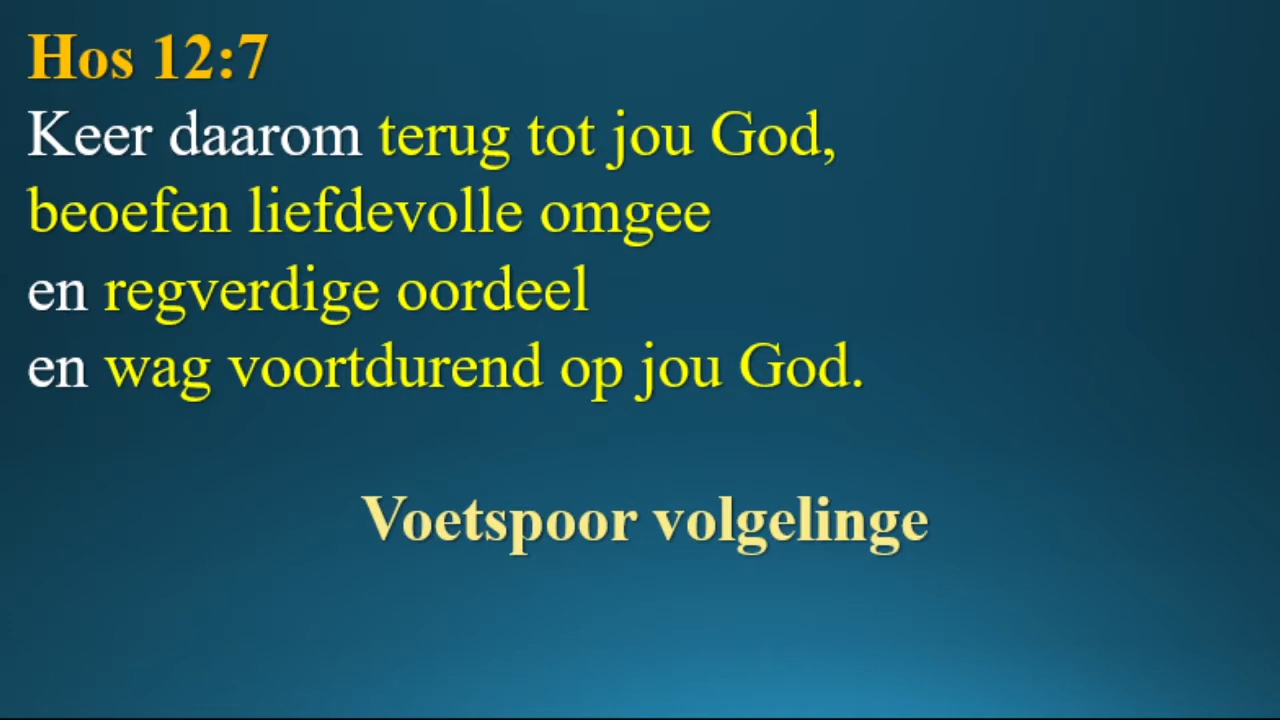 Hos 12:7
Keer daarom terug tot jou God,
beoefen liefdevolle omgee
en regverdige oordeel
en wag voortdurend op jou God.
Voetspoor volgelinge